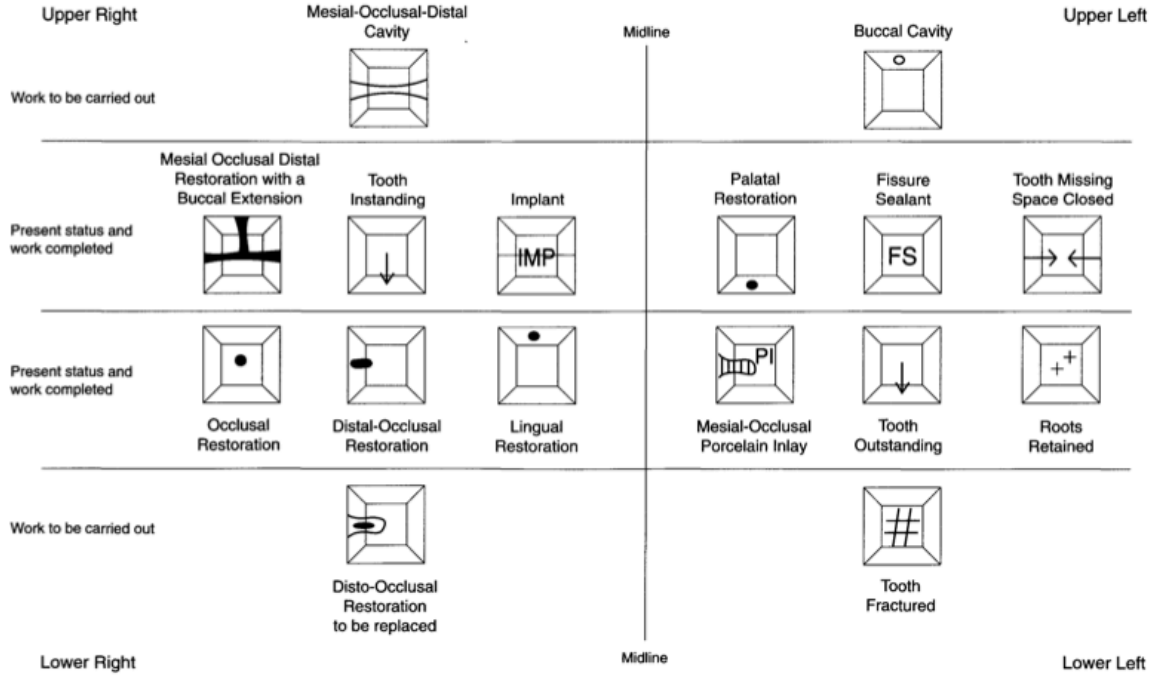 Upper Right
Mesial-Occlusal-Distal
Cavity
Midline
Buccal Cavity
Upper Left
Work to be carried out
Mesial Occlusal Distal
Restoration with a
Buccal Extension
Tooth
Instanding
Implant
Palatal
Restoration
Fissure
Sealant
Tooth Missing
Space Closed
Present status and
work completed
IMP
FS
Present status and
work completed
PI
Occlusal
Restoration
Distal-Occlusal
Restoration
Lingual
Restoration
Mesial-Occlusal
Porcelain Inlay
Tooth
Outstanding
Roots
Retained
Work to be carried out
Disto-Occlusal
Restoration
to be replaced
Tooth
Fractured
Lower Right
Midline
Lower Left